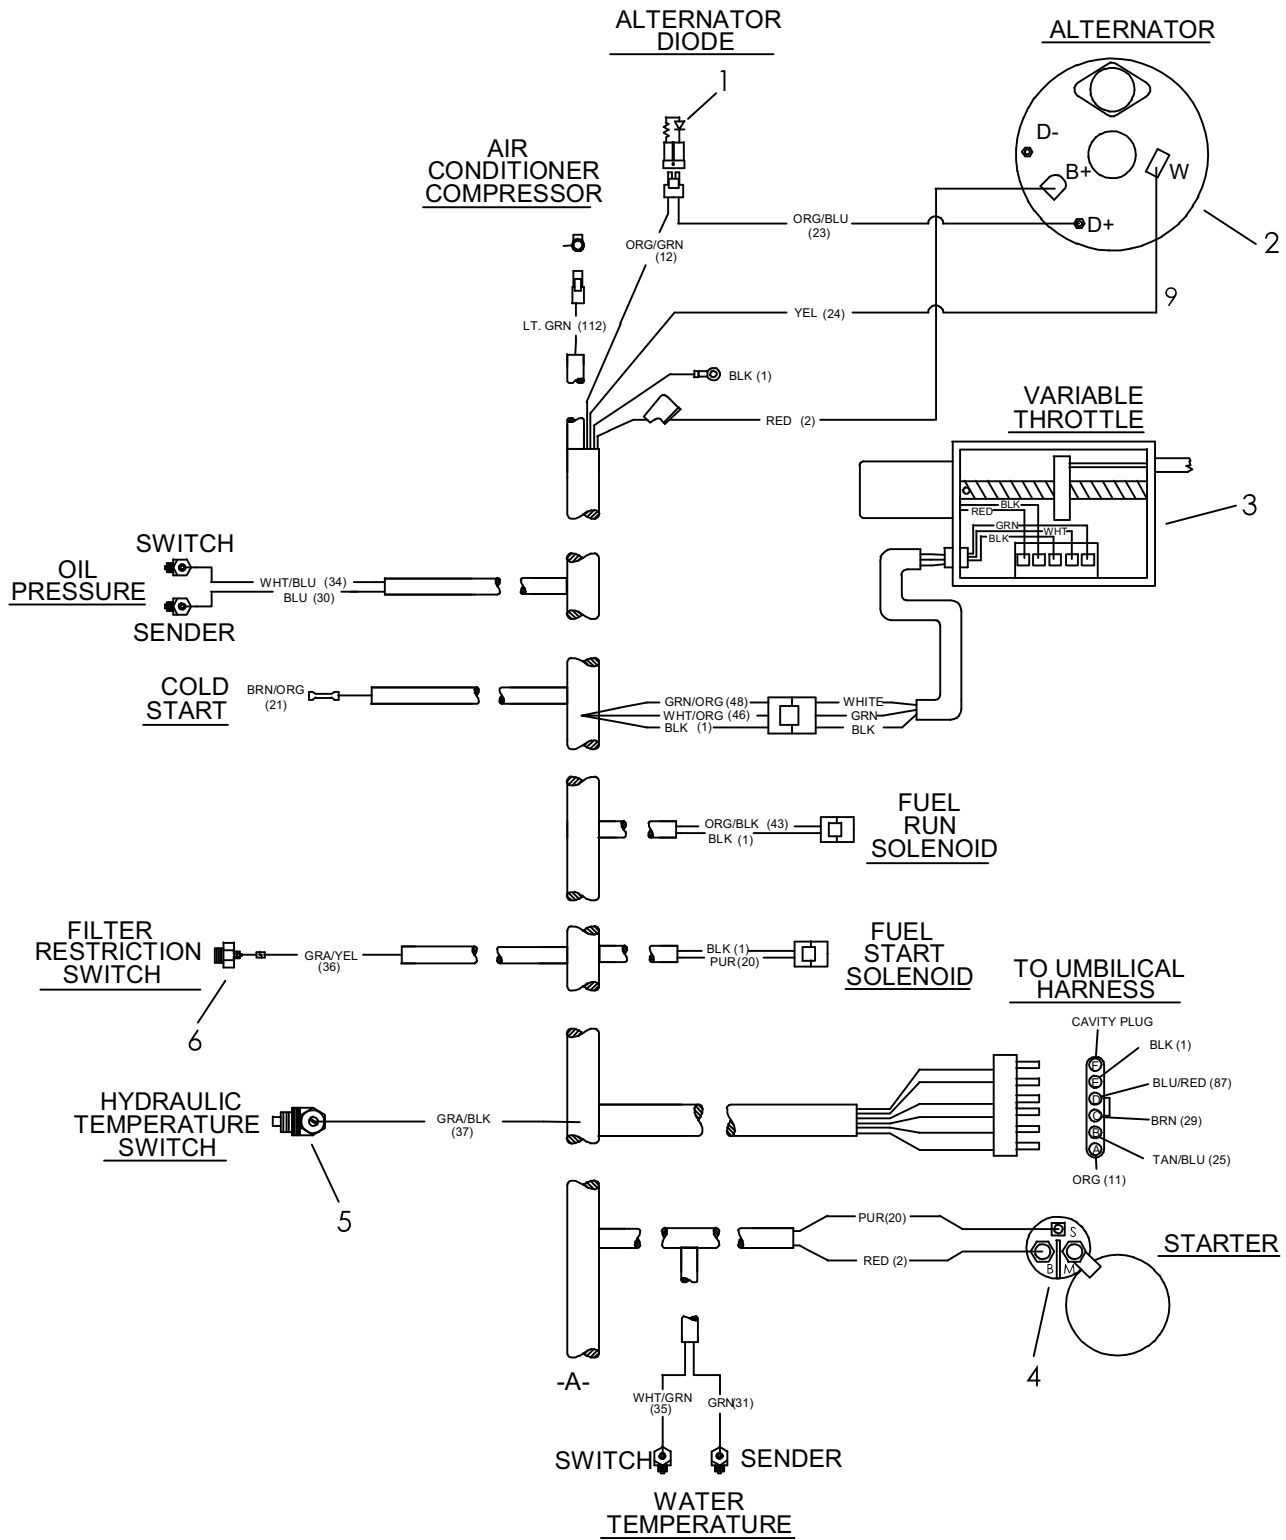 ALTERNATOR
DIODE
1
ALTERNATOR
D-
B+
W
D+
2
AIR
CONDITIONER
COMPRESSOR
ORG/BLU
(23)
ORG/GRN
(12)
9
LT. GRN (112)
YEL (24)
BLK (1)
RED (2)
VARIABLE
THROTTLE
BLK
RED
GRN
WHT
BLK
3
SWITCH
OIL
PRESSURE
WHT/BLU (34)
BLU (30)
SENDER
COLD
START
BRN/ORG
(21)
GRN/ORG (48)
WHT/ORG (46)
BLK (1)
WHITE
GRN
BLK
ORG/BLK (43)
BLK (1)
FUEL
RUN
SOLENOID
FILTER
RESTRICTION
SWITCH
GRA/YEL
(36)
6
BLK (1)
PUR(20)
FUEL
START
SOLENOID
TO UMBILICAL
HARNESS
CAVITY PLUG
F
BLK (1)
E
BLU/RED (87)
D
C
BRN (29)
B
TAN/BLU (25)
A
ORG (11)
HYDRAULIC
TEMPERATURE
SWITCH
GRA/BLK
(37)
5
PUR(20)
RED (2)
S
B
M
STARTER
4
-A-
WHT/GRN
(35)
GRN(31)
SWITCH
SENDER
WATER
TEMPERATURE